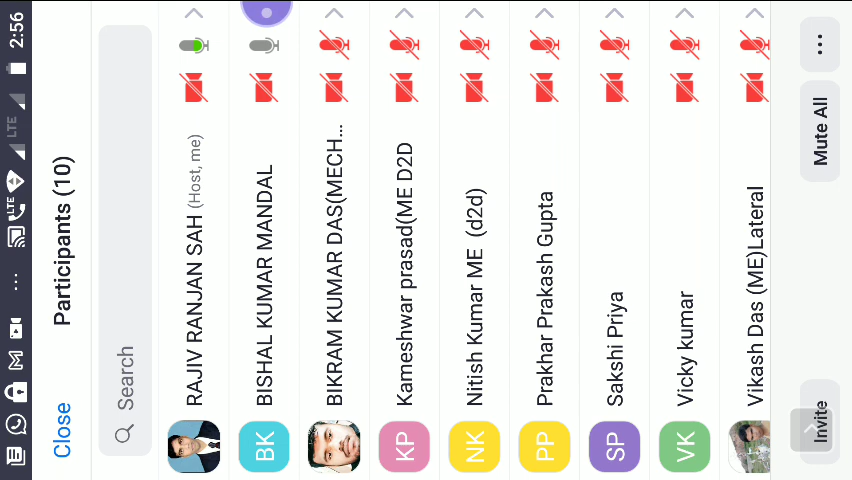 2:56
LTE
LTE
Close
Participants (10)
Search
RAJIV RANJAN SAH (Host, me)
BK
BISHAL KUMAR MANDAL
BIKRAM KUMAR DAS(MECH...
KP
Kameshwar prasad(ME D2D
NK
Nitish Kumar ME (d2d)
PP
Prakhar Prakash Gupta
SP
Sakshi Priya
VK
Vicky kumar
Vikash Das (ME)Lateral
Invite
Mute All